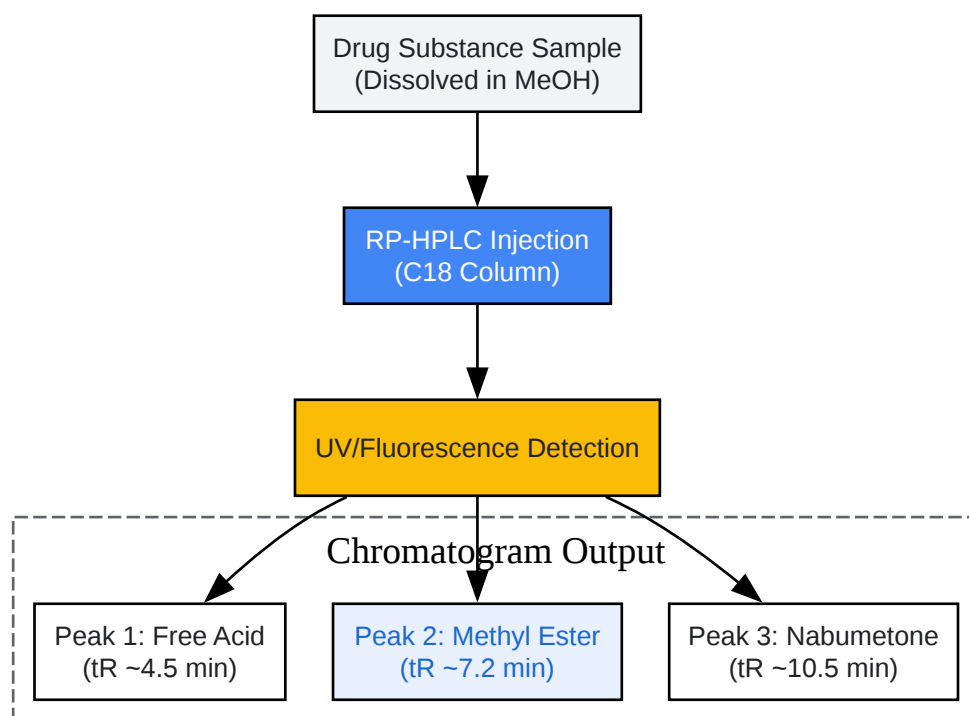 Drug Substance Sample
(Dissolved in MeOH)
RP-HPLC Injection
(C18 Column)
UV/Fluorescence Detection
Chromatogram Output
Peak 1: Free Acid
(tR ~4.5 min)
Peak 2: Methyl Ester
(tR ~7.2 min)
Peak 3: Nabumetone
(tR ~10.5 min)